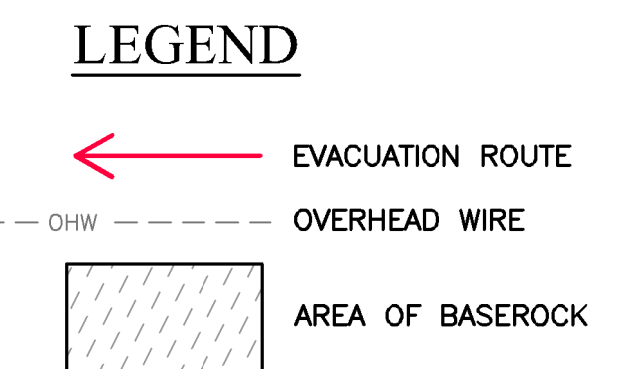 LEGEND
EVACUATION ROUTE
OHW OVERHEAD WIRE
AREA OF BASEROCK